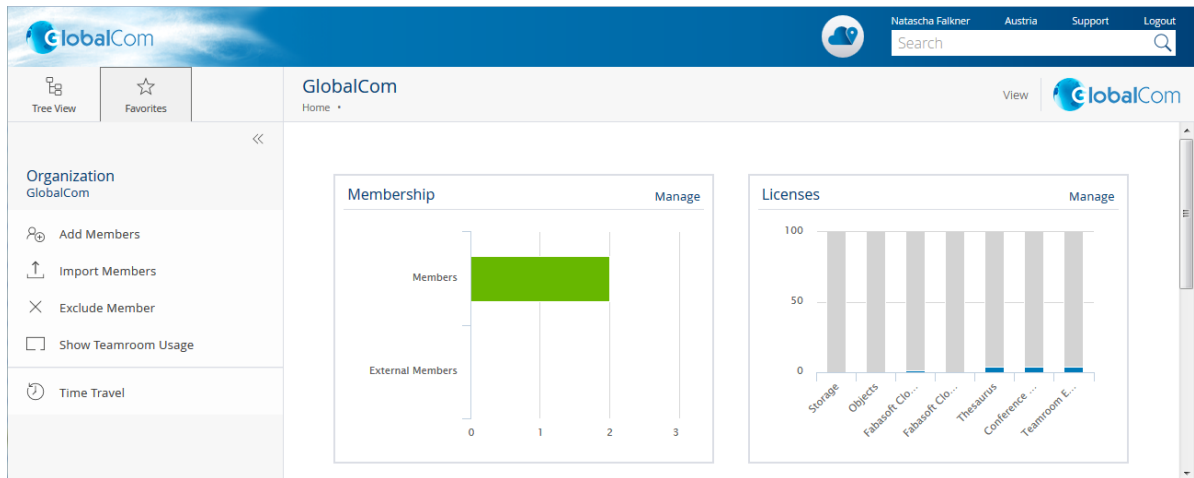 GlobalCom
Natascha Falkner Austria Support Logout
Search
Tree View
Favorites
GlobalCom
Home
View
GlobalCom
Organization
GlobalCom
Add Members
Import Members
Exclude Member
Show Teamroom Usage
Time Travel
Membership
Manage
Members
External Members
0 1 2 3
Licenses
Manage
100
50
0
Storage
Objects
Fabasoft Clo...
Fabasoft Clo...
Thesaurus
Conference ...
Teamroom E...